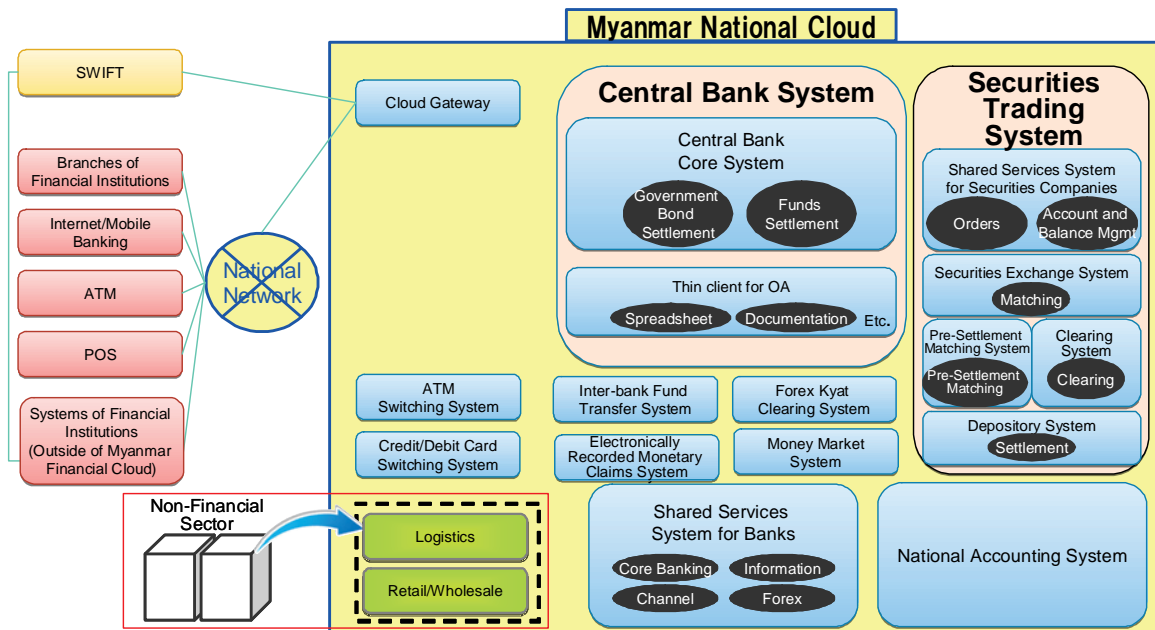 Myanmar National Cloud
SWIFT
Branches of
Financial Institutions
Internet/Mobile
Banking
ATM
POS
Systems of Financial
Institutions
(Outside of Myanmar
Financial Cloud)
National
Network
Cloud Gateway
Central Bank System
Central Bank
Core System
Government
Bond
Settlement
Funds
Settlement
Thin client for OA
Spreadsheet
Documentation
Etc.
Securities
Trading
System
Shared Services System
for Securities Companies
Orders
Account and
Balance Mgmt
Securities Exchange System
Matching
Pre-Settlement
Matching System
Pre-Settlement
Matching
Clearing
System
Clearing
Depository System
Settlement
ATM
Switching System
Inter-bank Fund
Transfer System
Forex Kyat
Clearing System
Credit/Debit Card
Switching System
Electronically
Recorded Monetary
Claims System
Money Market
System
Non-Financial
Sector
Logistics
Retail/Wholesale
Shared Services
System for Banks
Core Banking
Information
Channel
Forex
National Accounting System